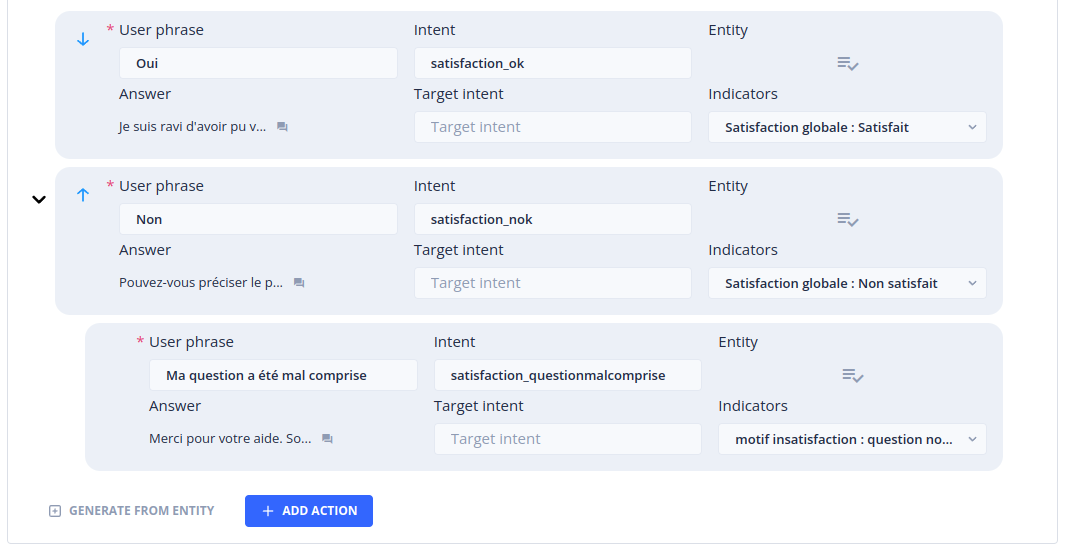 * User phrase Intent Entity
Oui satisfaction_ok
Answer Target intent Indicators
Je suis ravi d'avoir pu v... Target intent Satisfaction globale : Satisfait
* User phrase Intent Entity
Non satisfaction_nok
Answer Target intent Indicators
Pouvez-vous préciser le p... Target intent Satisfaction globale : Non satisfait
* User phrase Intent Entity
Ma question a été mal comprise satisfaction_questionmalcomprise
Answer Target intent Indicators
Merci pour votre aide. So... Target intent motif insatisfaction : question no...
GENERATE FROM ENTITY + ADD ACTION